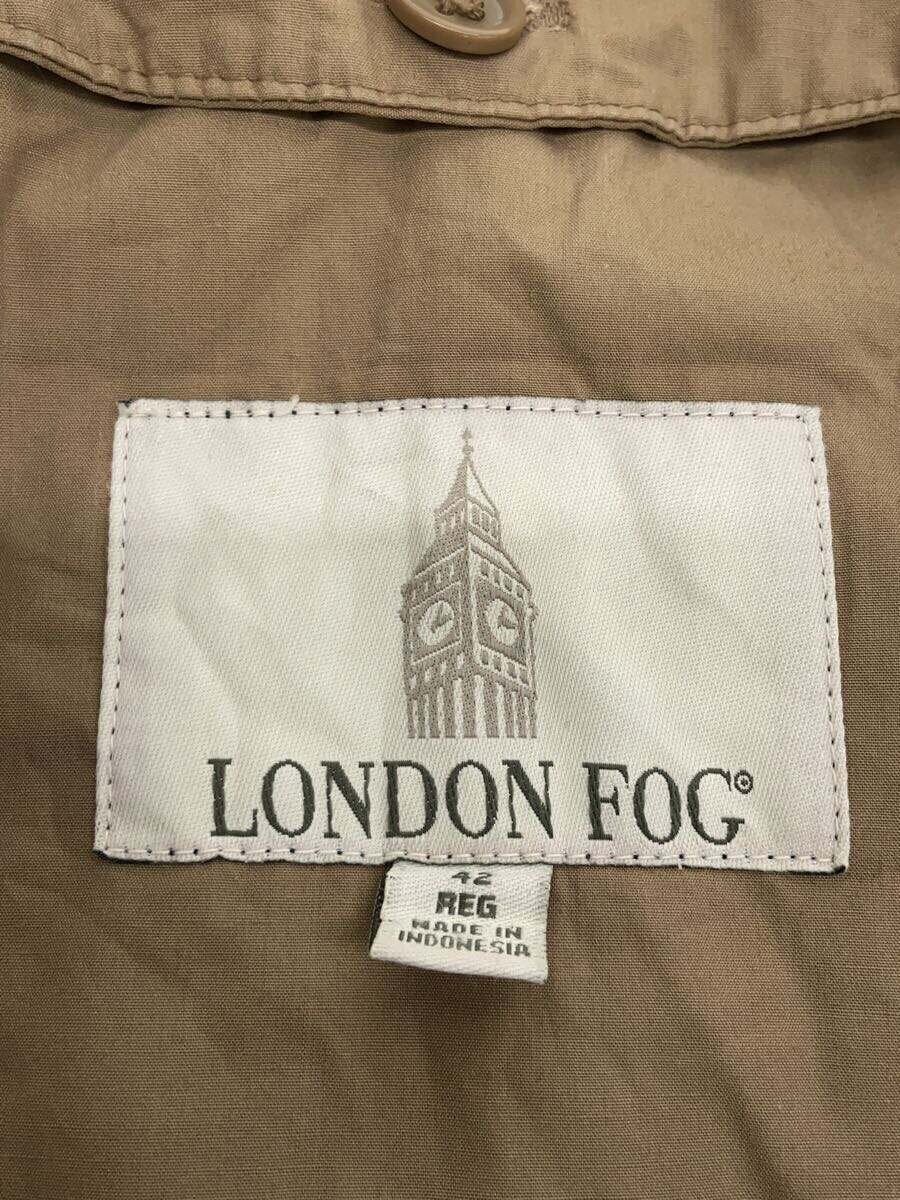 LONDON FOG®
42
REG
MADE IN
INDONESIA